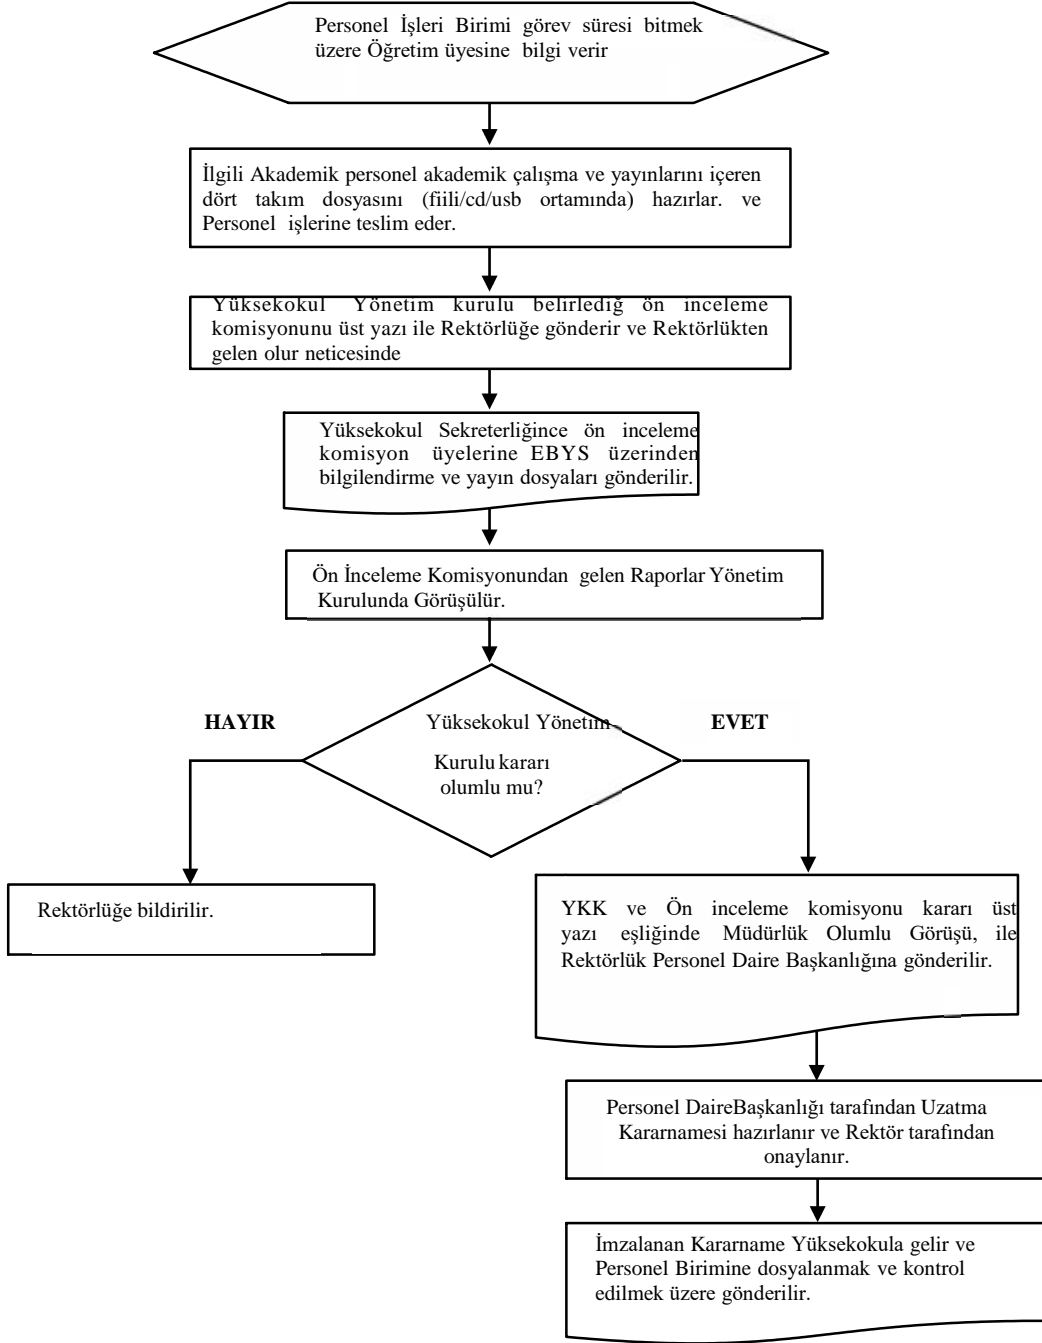 Personel İşleri Birimi görev süresi bitmek
üzere Öğretim üyesine bilgi verir
İlgili Akademik personel akademik çalışma ve yayınlarını içeren
dört takım dosyasını (fiili/cd/usb ortamında) hazırlar. ve
Personel işlerine teslim eder.
Yüksekokul Yönetim kurulu belirlediğ ön inceleme
komisyonunu üst yazı ile Rektörlüğe gönderir ve Rektörlükten
gelen olur neticesinde
Yüksekokul Sekreterliğince ön inceleme
komisyon üyelerine EBYS üzerinden
bilgilendirme ve yayın dosyaları gönderilir.
Ön İnceleme Komisyonundan gelen Raporlar Yönetim
Kurulunda Görüşülür.
HAYIR
Yüksekokul Yönetim
EVET
Kurulu kararı
olumlu mu?
Rektörlüğe bildirilir.
YKK ve Ön inceleme komisyonu kararı üst
yazı eşliğinde Müdürlük Olumlu Görüşü, ile
Rektörlük Personel Daire Başkanlığına gönderilir.
Personel DaireBaşkanlığı tarafından Uzatma
Kararnamesi hazırlanır ve Rektör tarafından
onaylanır.
İmzalanan Kararname Yüksekokula gelir ve
Personel Birimine dosyalanmak ve kontrol
edilmek üzere gönderilir.